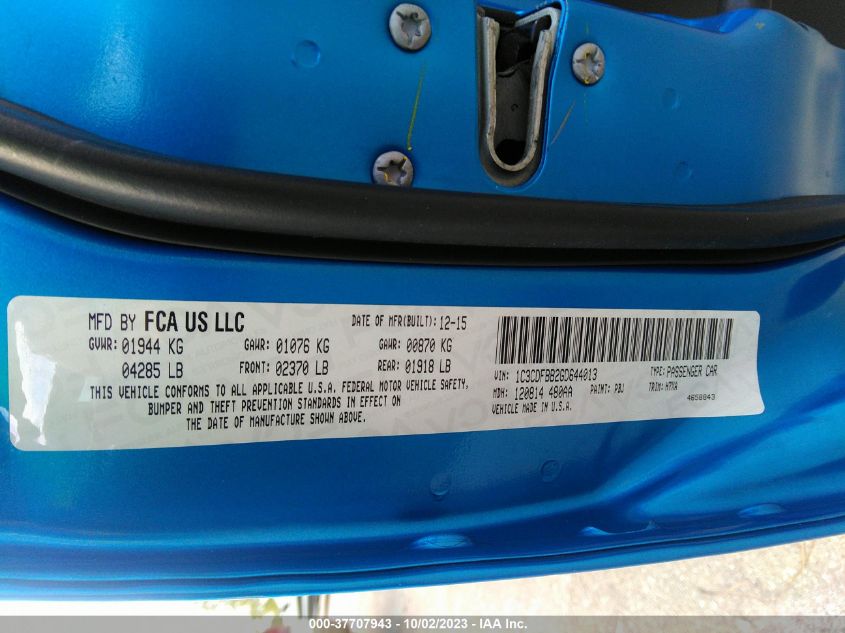 MFD BY FCA US LLC DATE OF MFR(BUILT): 12-15
GVWR: 01944 KG GAWR: 01076 KG GAWR: 00870 KG
04285 LB FRONT: 02370 LB REAR: 01918 LB
THIS VEHICLE CONFORMS TO ALL APPLICABLE U.S.A. FEDERAL MOTOR VEHICLE SAFETY,
BUMPER AND THEFT PREVENTION STANDARDS IN EFFECT ON
THE DATE OF MANUFACTURE SHOWN ABOVE.
VIN: 1C3CDFBB2GD644013 TYPE: PASSENGER CAR
MDH: 120814 480AA PAINT: PBJ TRIM: H7XA
VEHICLE MADE IN U.S.A. 4658843
000-37707943 - 10/02/2023 - IAA Inc.